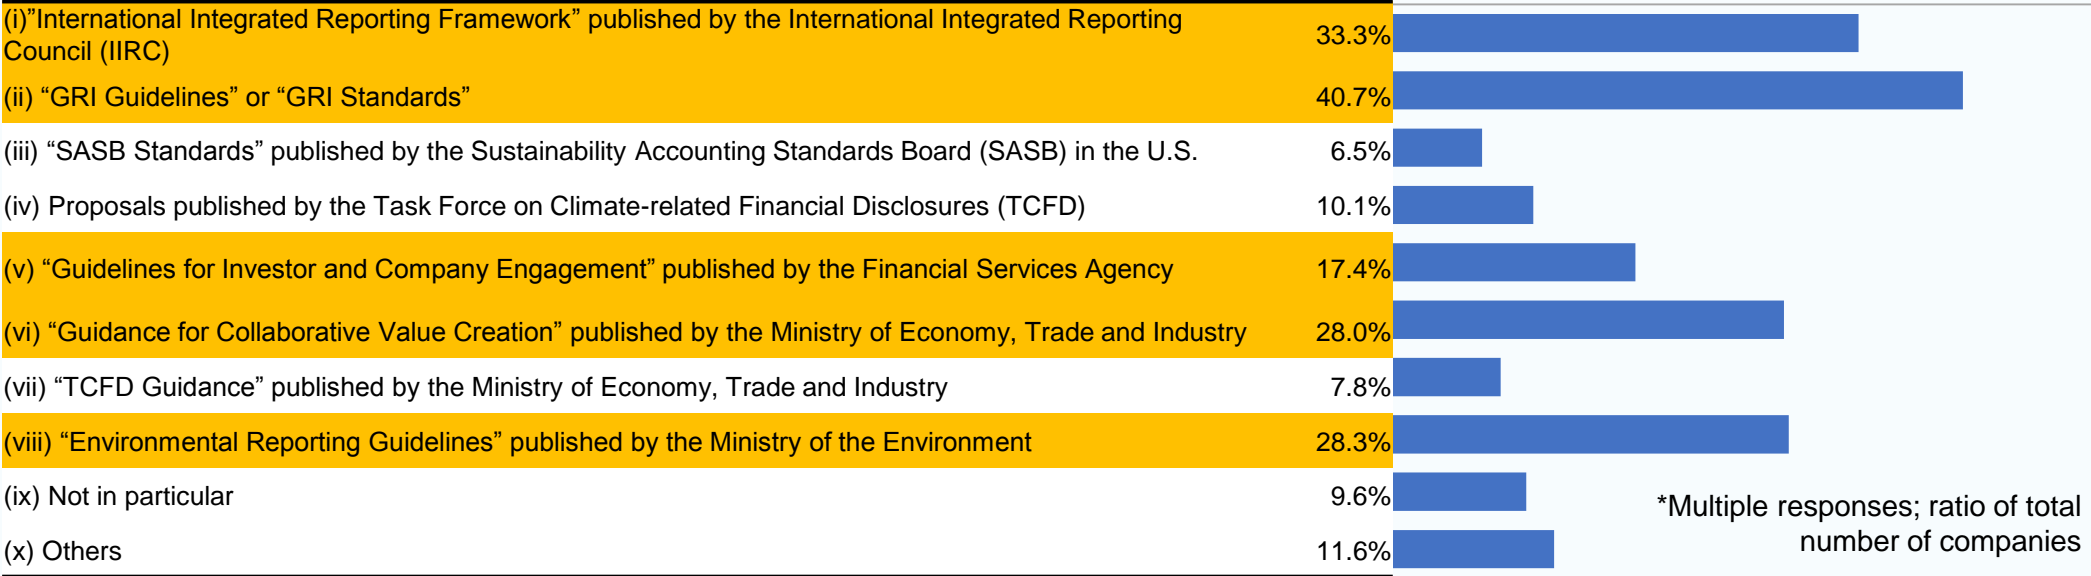 (i)”International Integrated Reporting Framework” published by the International Integrated Reporting
Council (IIRC)
33.3%
(ii) “GRI Guidelines” or “GRI Standards”
40.7%
(iii) “SASB Standards” published by the Sustainability Accounting Standards Board (SASB) in the U.S.
6.5%
(iv) Proposals published by the Task Force on Climate-related Financial Disclosures (TCFD)
10.1%
(v) “Guidelines for Investor and Company Engagement” published by the Financial Services Agency
17.4%
(vi) “Guidance for Collaborative Value Creation” published by the Ministry of Economy, Trade and Industry
28.0%
(vii) “TCFD Guidance” published by the Ministry of Economy, Trade and Industry
7.8%
(viii) “Environmental Reporting Guidelines” published by the Ministry of the Environment
28.3%
(ix) Not in particular
9.6%
(x) Others
11.6%
*Multiple responses; ratio of total
number of companies